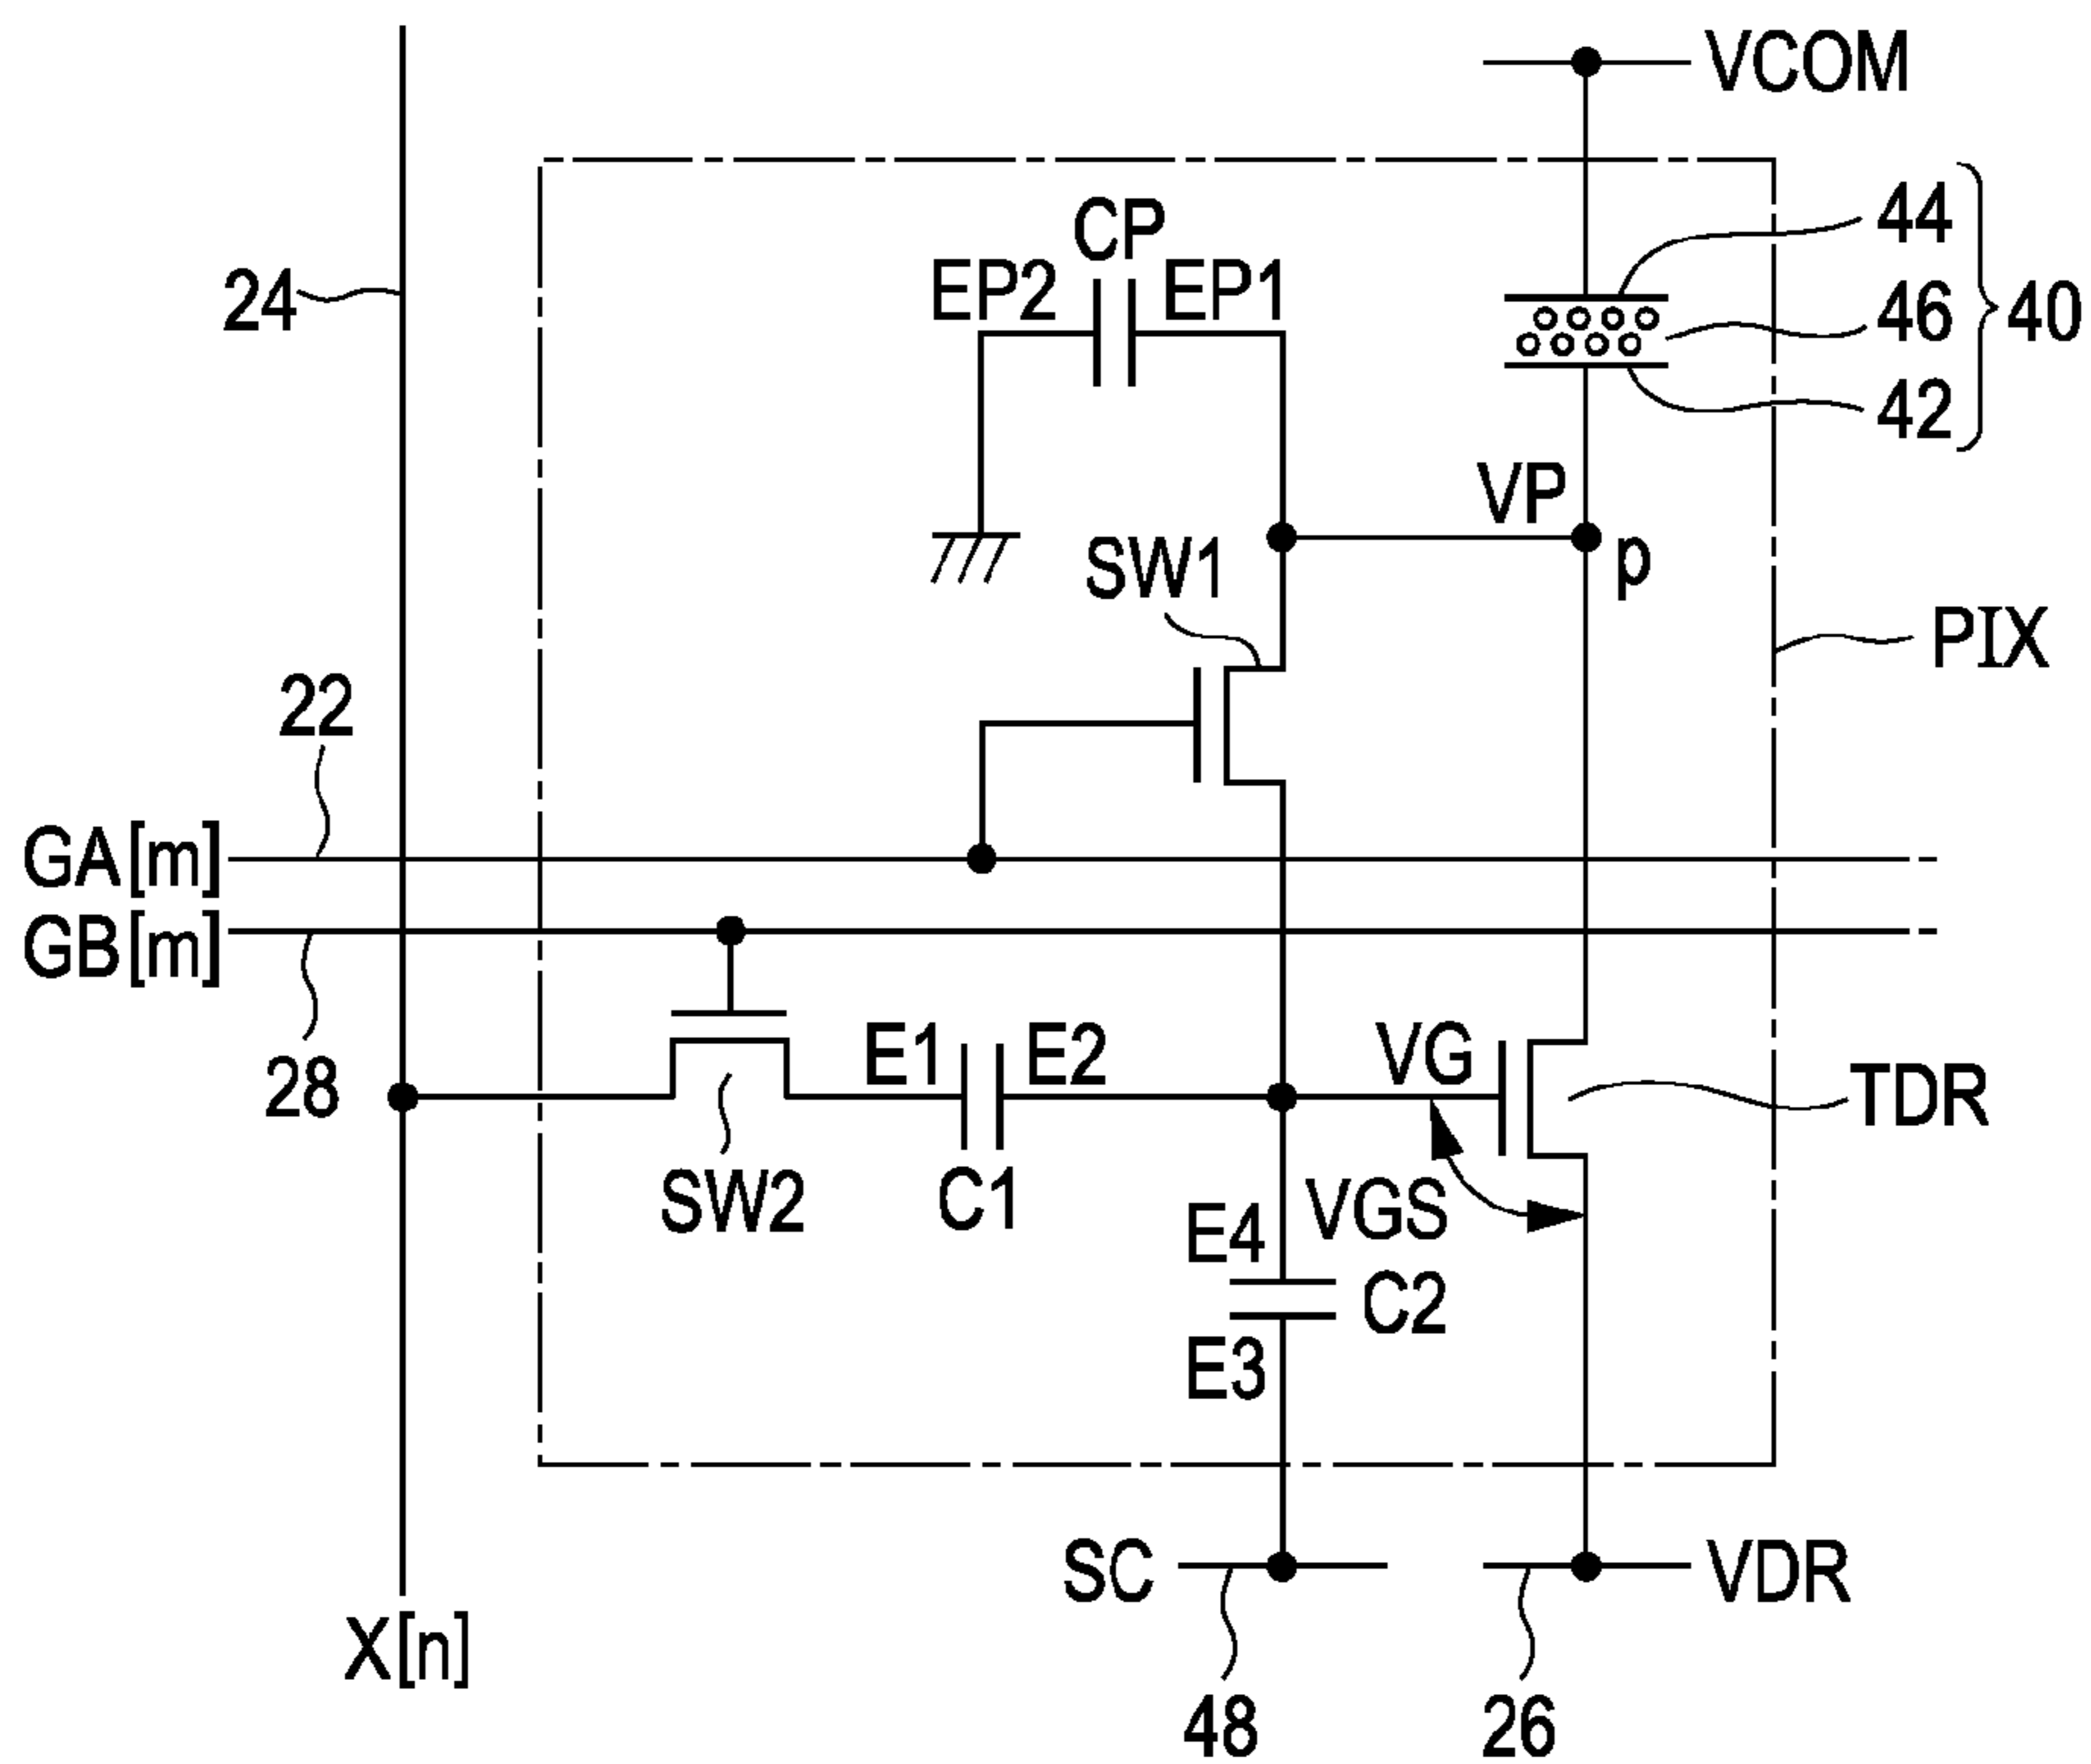 VCOM
44
CP
EP2
EP1
24
46
40
42
VP
SW1
p
PIX
22
GA[m]
GB[m]
28
E1
E2
VG
TDR
SW2
C1
VGS
E4
C2
E3
SC
VDR
X[n]
48
26